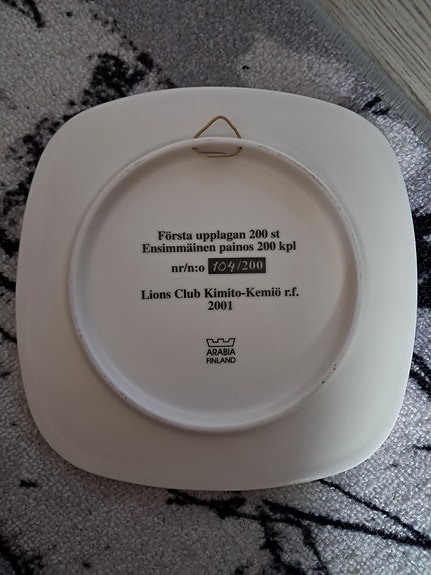 Första upplagan 200 st
Ensimmäinen painos 200 kpl
nr/n:o 104/200
Lions Club Kimito-Kemiö r.f.
2001
ARABIA
FINLAND